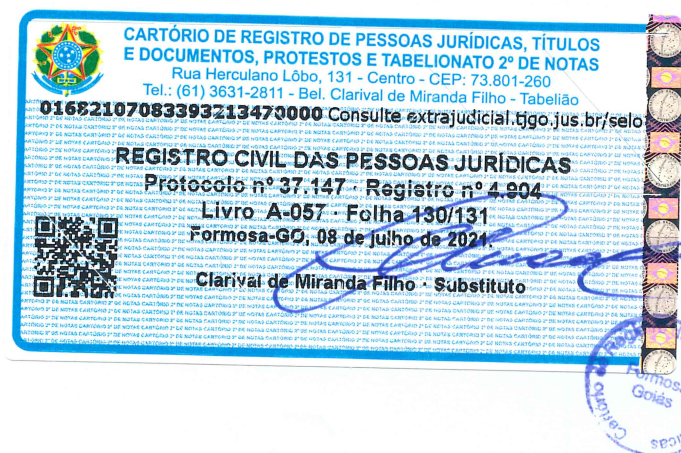 CARTÓRIO DE REGISTRO DE PESSOAS JURÍDICAS, TÍTULOS
E DOCUMENTOS, PROTESTOS E TABELIONATO 2º DE NOTAS
Rua Herculano Lôbo, 131 - Centro - CEP: 73.801-260
Tel.: (61) 3631-2811 - Bel. Clarival de Miranda Filho - Tabelião
01682107083393213470000 Consulte extrajudicial.tjgo.jus.br/selo
REGISTRO CIVIL DAS PESSOAS JURÍDICAS
Protocolo nº 37.147 · Registro nº 4.904
Livro A-057 · Folha 130/131
Formosa-GO, 08 de julho de 2021.
Clarival de Miranda Filho · Substituto
Formosa
Goiás
Cartório